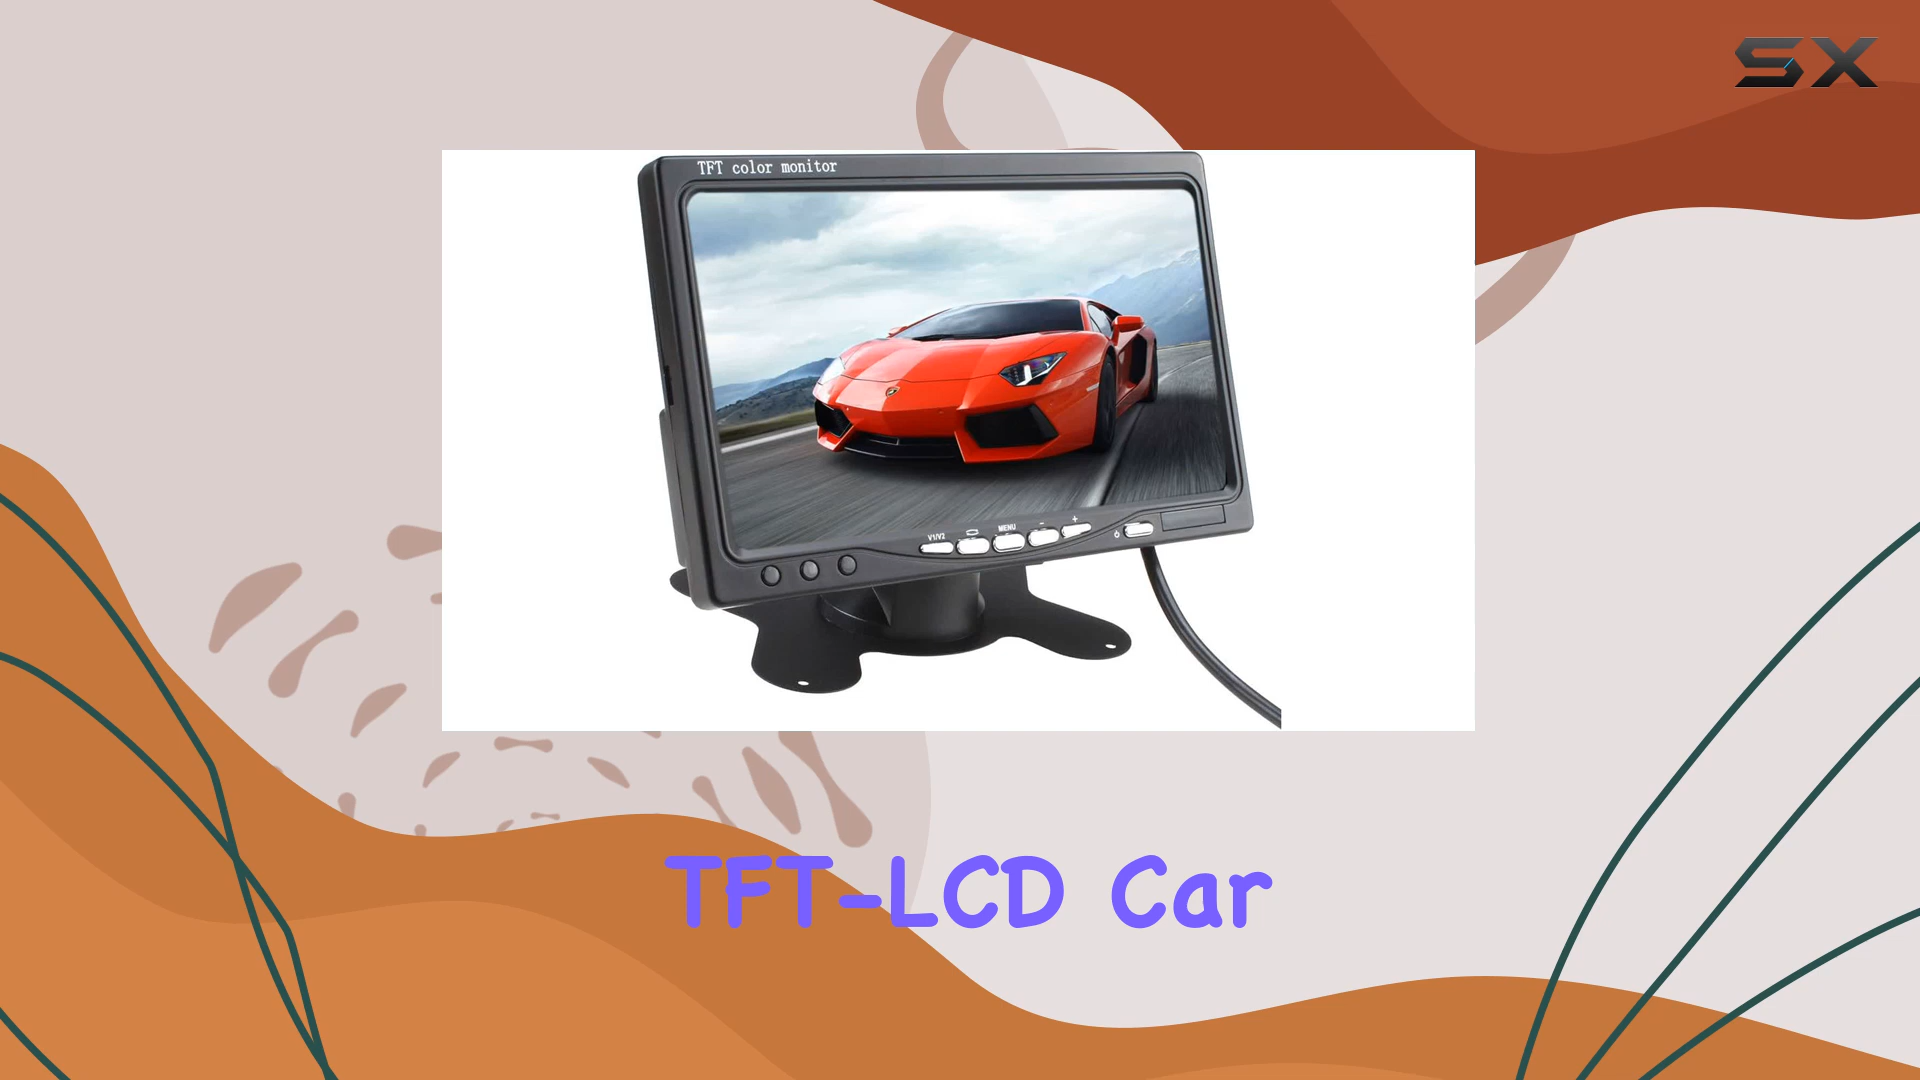 SX
TFT color monitor
V1/V2
MENU
-
+
TFT-LCD Car